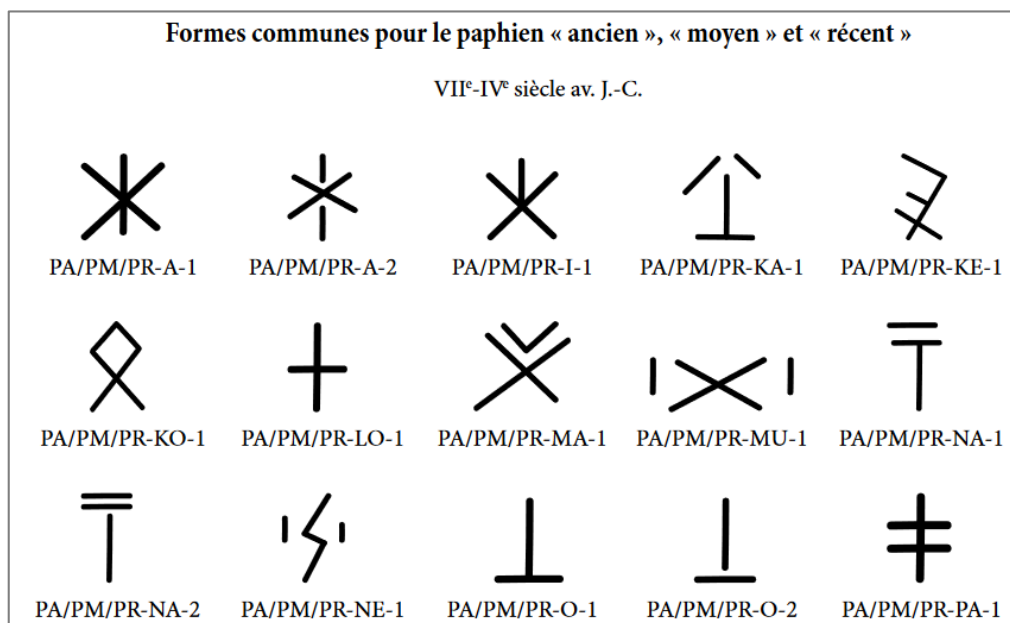 Formes communes pour le paphien « ancien », « moyen » et « récent »
VIIe-IVe siècle av. J.-C.
PA/PM/PR-A-1 PA/PM/PR-A-2 PA/PM/PR-I-1 PA/PM/PR-KA-1 PA/PM/PR-KE-1
PA/PM/PR-KO-1 PA/PM/PR-LO-1 PA/PM/PR-MA-1 PA/PM/PR-MU-1 PA/PM/PR-NA-1
PA/PM/PR-NA-2 PA/PM/PR-NE-1 PA/PM/PR-O-1 PA/PM/PR-O-2 PA/PM/PR-PA-1